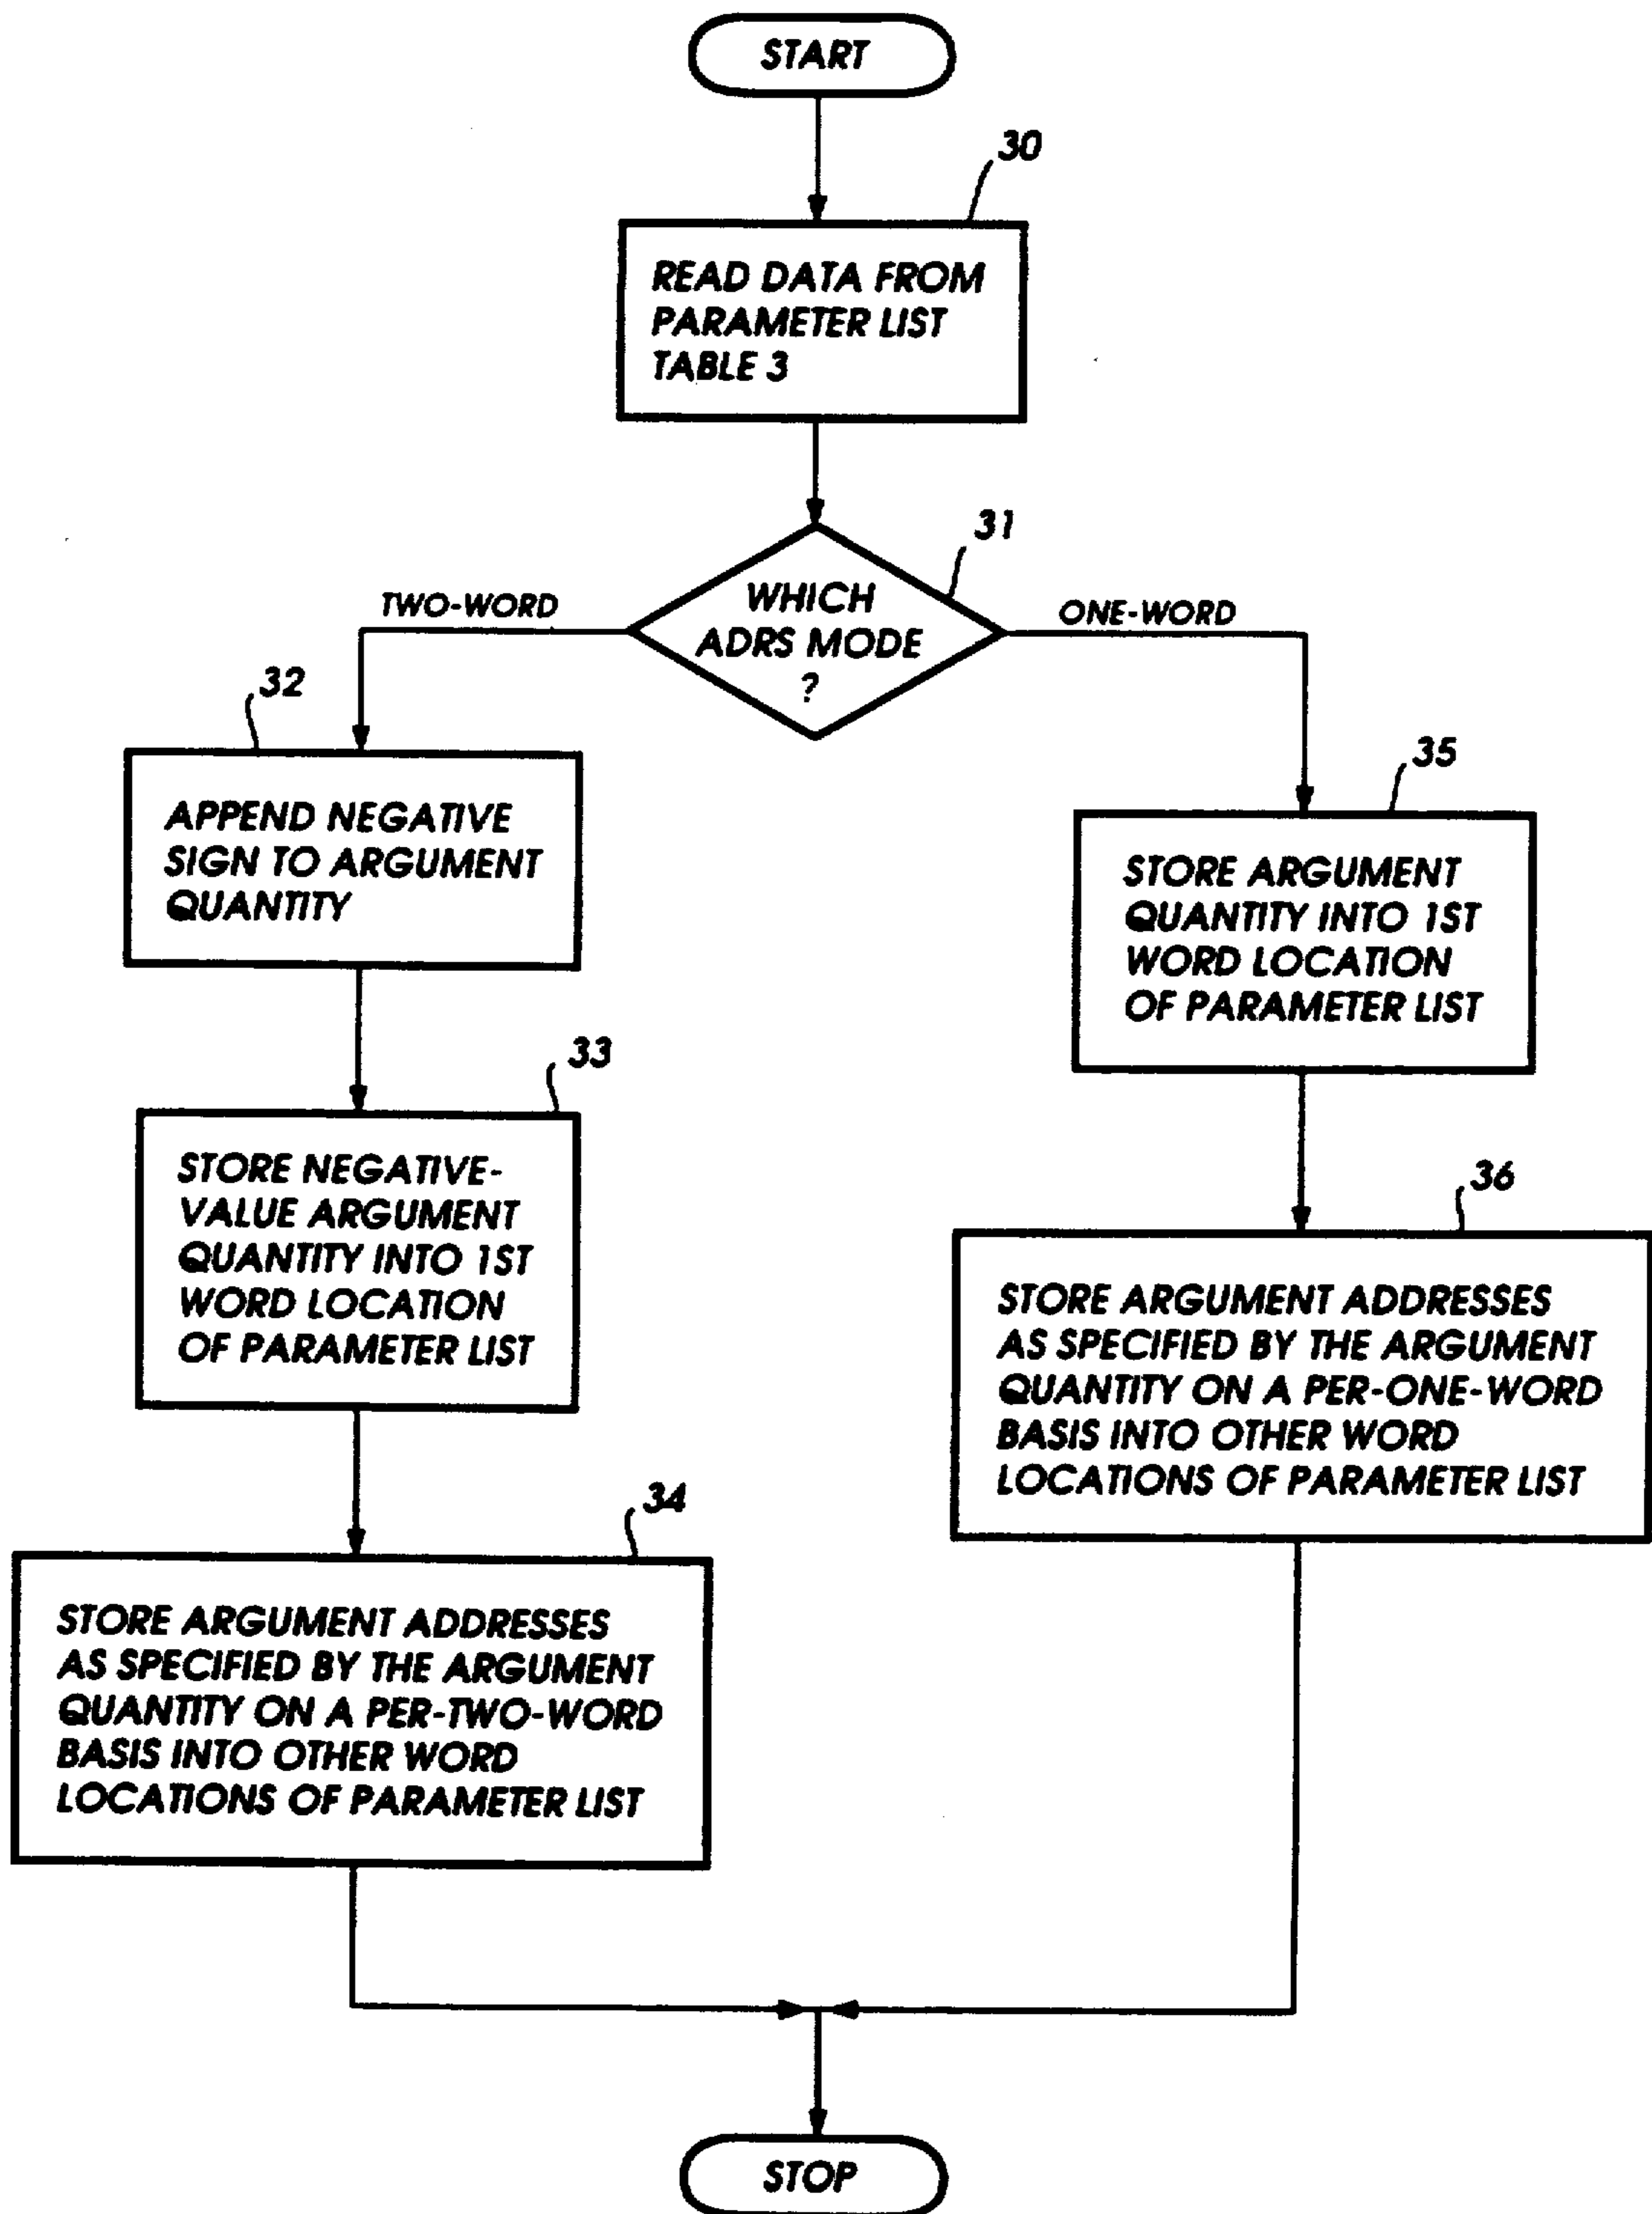 START
30
READ DATA FROM
PARAMETER LIST
TABLE 3
31
WHICH
ADRS MODE
?
TWO-WORD
ONE-WORD
32
APPEND NEGATIVE
SIGN TO ARGUMENT
QUANTITY
33
STORE NEGATIVE-
VALUE ARGUMENT
QUANTITY INTO 1ST
WORD LOCATION
OF PARAMETER LIST
34
STORE ARGUMENT ADDRESSES
AS SPECIFIED BY THE ARGUMENT
QUANTITY ON A PER-TWO-WORD
BASIS INTO OTHER WORD
LOCATIONS OF PARAMETER LIST
35
STORE ARGUMENT
QUANTITY INTO 1ST
WORD LOCATION
OF PARAMETER LIST
36
STORE ARGUMENT ADDRESSES
AS SPECIFIED BY THE ARGUMENT
QUANTITY ON A PER-ONE-WORD
BASIS INTO OTHER WORD
LOCATIONS OF PARAMETER LIST
STOP